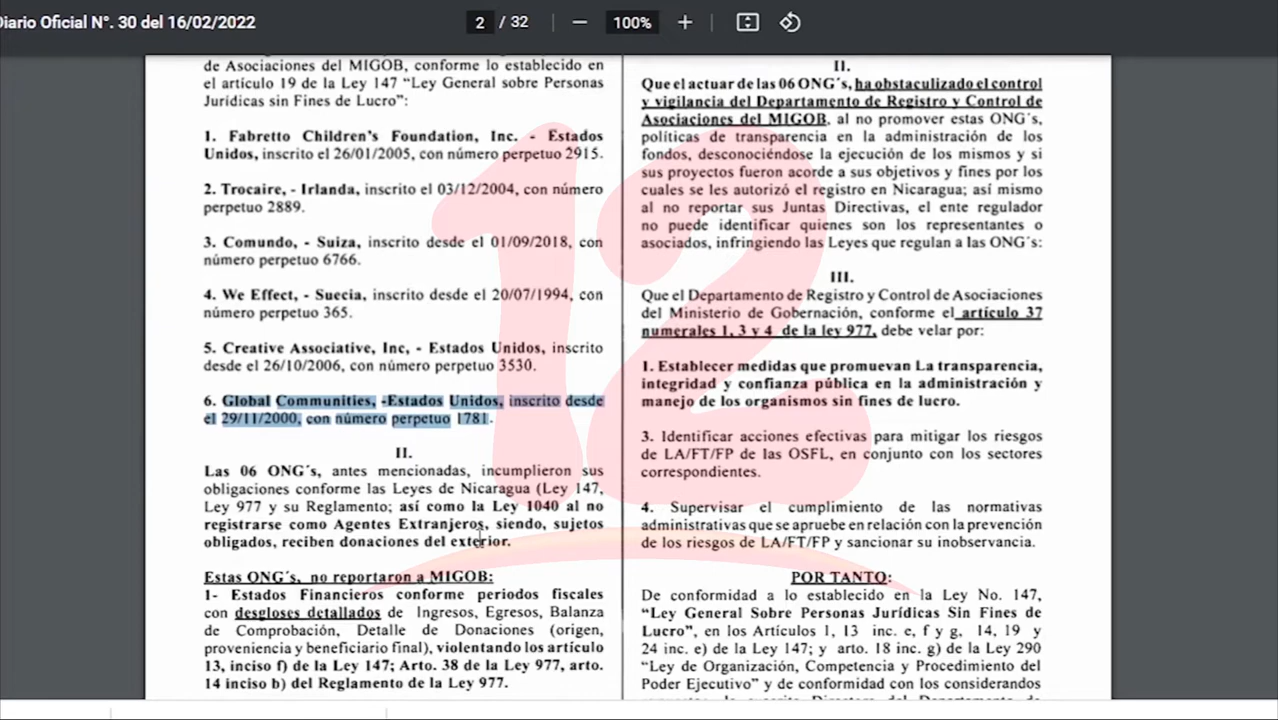 Diario Oficial N°. 30 del 16/02/2022
2 / 32
100%
de Asociaciones del MIGOB, conforme lo establecido en
el artículo 19 de la Ley 147 “Ley General sobre Personas
Jurídicas sin Fines de Lucro”:
1. Fabretto Children’s Foundation, Inc. - Estados
Unidos, inscrito el 26/01/2005, con número perpetuo 2915.
2. Trocaire, - Irlanda, inscrito el 03/12/2004, con número
perpetuo 2889.
3. Comundo, - Suiza, inscrito desde el 01/09/2018, con
número perpetuo 6766.
4. We Effect, - Suecia, inscrito desde el 20/07/1994, con
número perpetuo 365.
5. Creative Associative, Inc, - Estados Unidos, inscrito
desde el 26/10/2006, con número perpetuo 3530.
6. Global Communities, -Estados Unidos, inscrito desde
el 29/11/2000, con número perpetuo 1781.
II.
Las 06 ONG´s, antes mencionadas, incumplieron sus
obligaciones conforme las Leyes de Nicaragua (Ley 147,
Ley 977 y su Reglamento; así como la Ley 1040 al no
registrarse como Agentes Extranjeros, siendo, sujetos
obligados, reciben donaciones del exterior.
Estas ONG´s, no reportaron a MIGOB:
1- Estados Financieros conforme periodos fiscales
con desgloses detallados de Ingresos, Egresos, Balanza
de Comprobación, Detalle de Donaciones (origen,
proveniencia y beneficiario final), violentando los artículo
13, inciso f) de la Ley 147; Arto. 38 de la Ley 977, arto.
14 inciso b) del Reglamento de la Ley 977.
II.
Que el actuar de las 06 ONG´s, ha obstaculizado el control
y vigilancia del Departamento de Registro y Control de
Asociaciones del MIGOB, al no promover estas ONG´s,
políticas de transparencia en la administración de los
fondos, desconociéndose la ejecución de los mismos y si
sus proyectos fueron acorde a sus objetivos y fines por los
cuales se les autorizó el registro en Nicaragua; así mismo
al no reportar sus Juntas Directivas, el ente regulador
no puede identificar quienes son los representantes o
asociados, infringiendo las Leyes que regulan a las ONG´s:
III.
Que el Departamento de Registro y Control de Asociaciones
del Ministerio de Gobernación, conforme el artículo 37
numerales 1, 3 y 4 de la ley 977, debe velar por:
1. Establecer medidas que promuevan La transparencia,
integridad y confianza pública en la administración y
manejo de los organismos sin fines de lucro.
3. Identificar acciones efectivas para mitigar los riesgos
de LA/FT/FP de las OSFL, en conjunto con los sectores
correspondientes.
4. Supervisar el cumplimiento de las normativas
administrativas que se apruebe en relación con la prevención
de los riesgos de LA/FT/FP y sancionar su inobservancia.
POR TANTO:
De conformidad a lo establecido en la Ley No. 147,
“Ley General Sobre Personas Jurídicas Sin Fines de
Lucro”, en los Artículos 1, 13 inc. e, f y g, 14, 19 y
24 inc. e) de la Ley 147; y arto. 18 inc. g) de la Ley 290
“Ley de Organización, Competencia y Procedimiento del
Poder Ejecutivo” y de conformidad con los considerandos
12